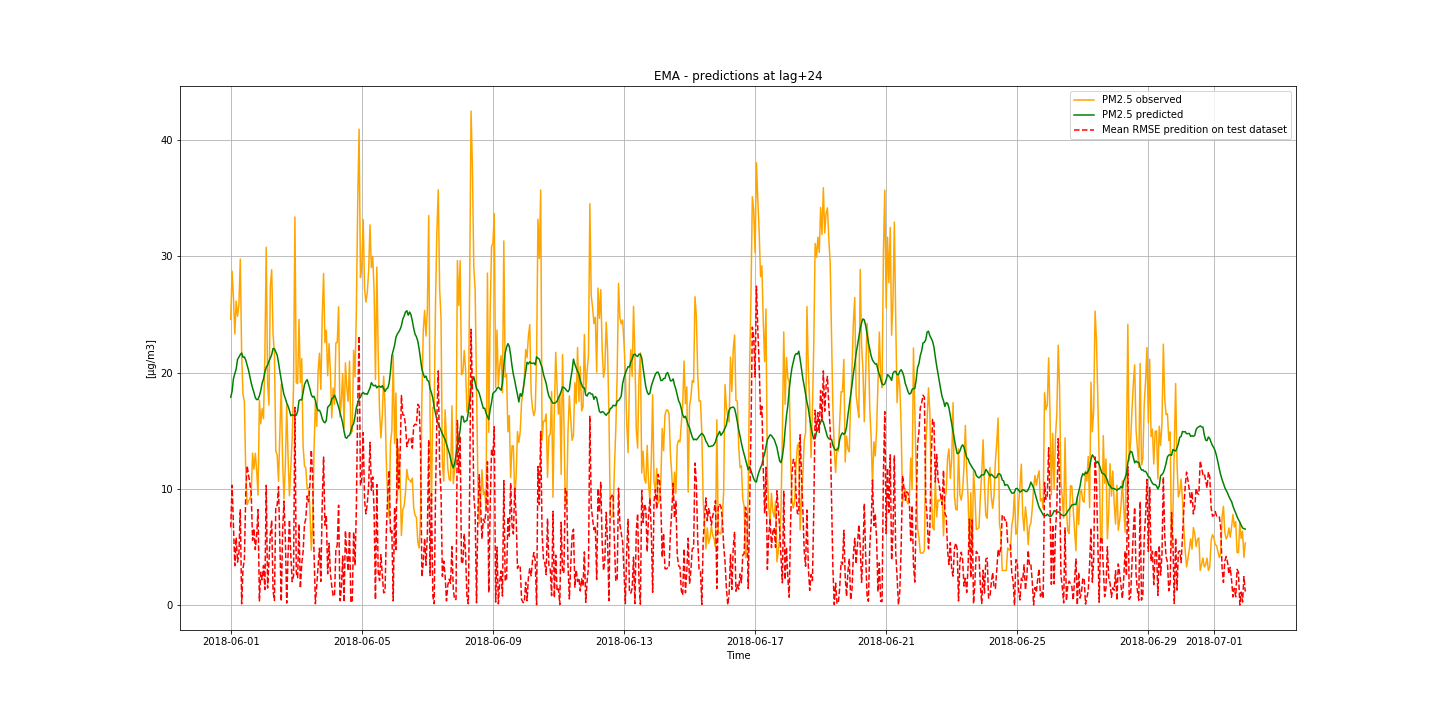 EMA - predictions at lag+24
PM2.5 observed
PM2.5 predicted
Mean RMSE predition on test dataset
40
30
20
10
0
[µg/m3]
2018-06-01 2018-06-05 2018-06-09 2018-06-13 2018-06-17 2018-06-21 2018-06-25 2018-06-29 2018-07-01
Time